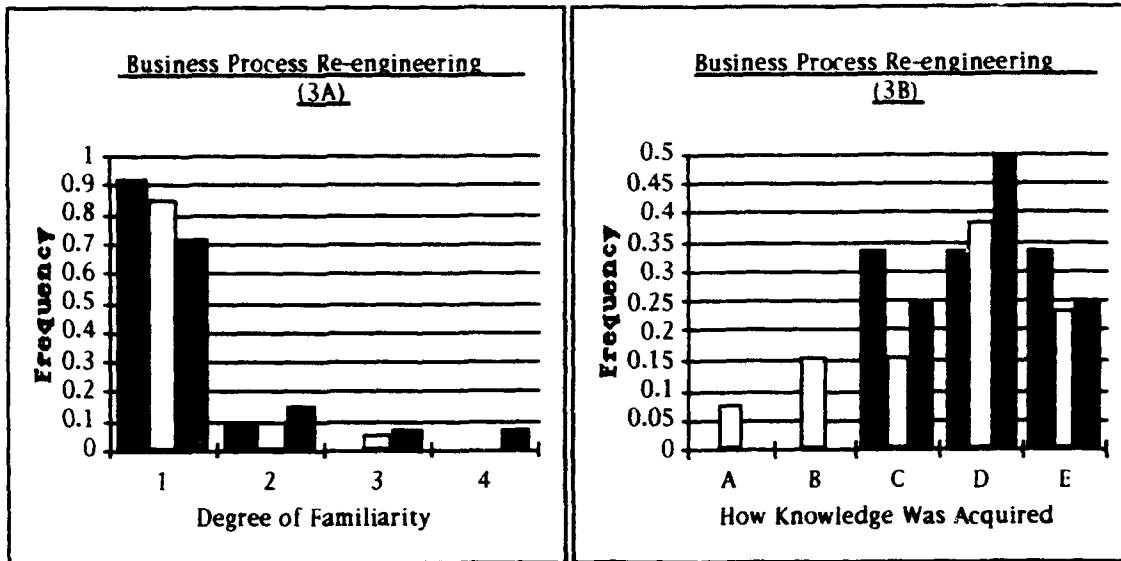 Business Process Re-engineering
(3A)
1
0.9
0.8
0.7
0.6
0.5
0.4
0.3
0.2
0.1
0
Frequency
1 2 3 4
Degree of Familiarity
Business Process Re-engineering
(3B)
0.5
0.45
0.4
0.35
0.3
0.25
0.2
0.15
0.1
0.05
0
Frequency
A B C D E
How Knowledge Was Acquired